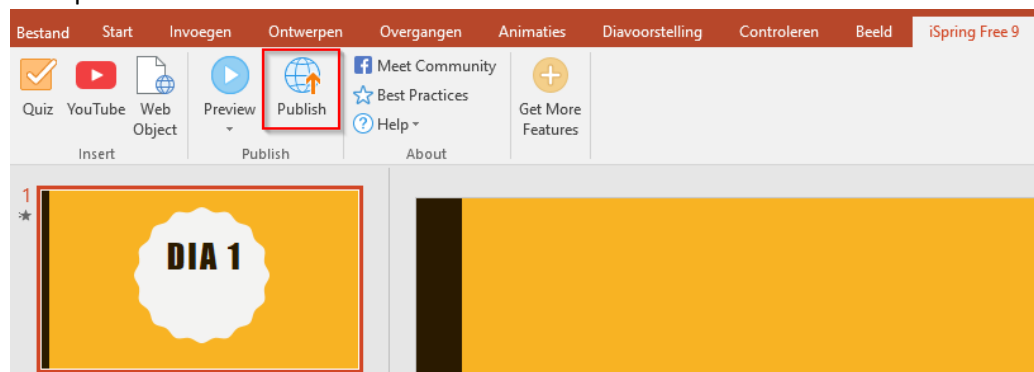 Bestand Start Invoegen Ontwerpen Overgangen Animaties Diavoorstelling Controleren Beeld iSpring Free 9
Quiz YouTube Web Object Preview Publish
Meet Community
Best Practices
Help
Get More Features
Insert Publish About
1
DIA 1